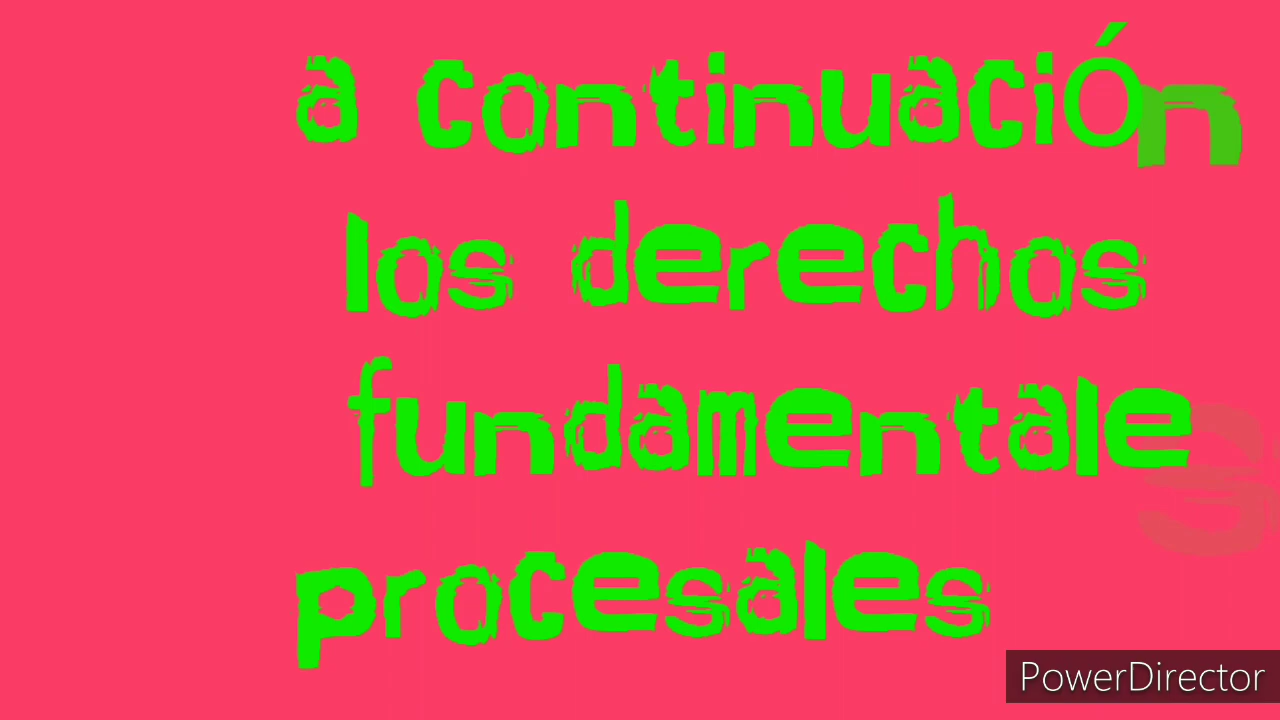 a continuación
los derechos
fundamentales
procesales
PowerDirector